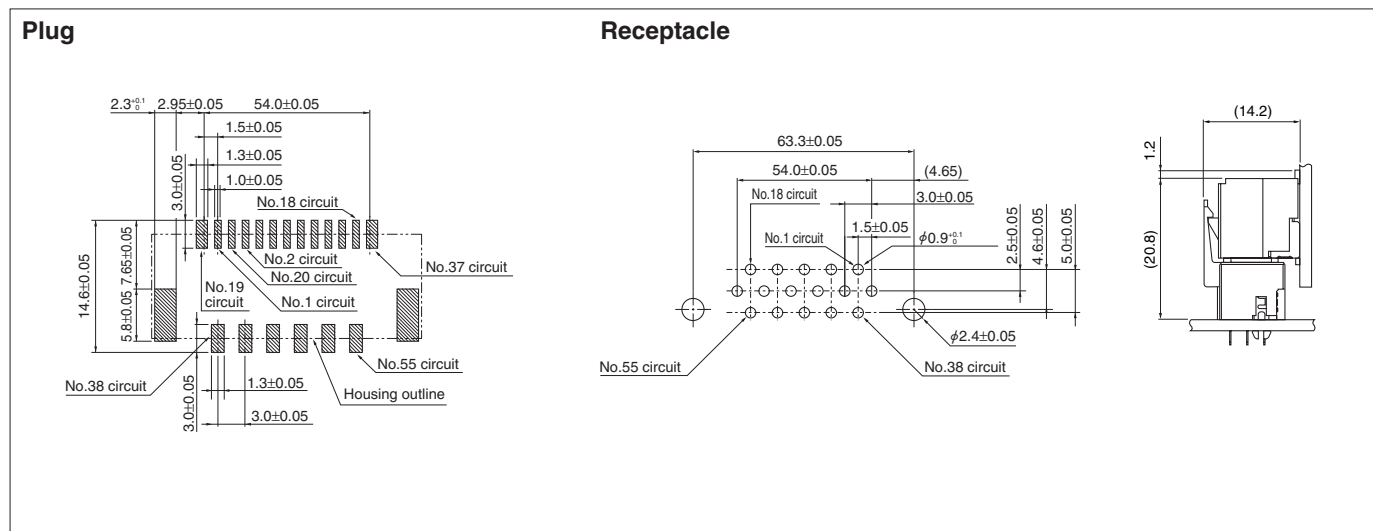 Plug
Receptacle
2.3+0.1 0
2.95±0.05
54.0±0.05
1.5±0.05
1.3±0.05
1.0±0.05
3.0±0.05
No.18 circuit
14.6±0.05
7.65±0.05
5.8±0.05
No.2 circuit
No.20 circuit
No.37 circuit
No.19
circuit
No.1 circuit
No.38 circuit
3.0±0.05
1.3±0.05
3.0±0.05
No.55 circuit
Housing outline
63.3±0.05
54.0±0.05
(4.65)
No.18 circuit
3.0±0.05
1.5±0.05
No.1 circuit
φ0.9+0.1 0
2.5±0.05
4.6±0.05
5.0±0.05
φ2.4±0.05
No.55 circuit
No.38 circuit
(14.2)
1.2
(20.8)